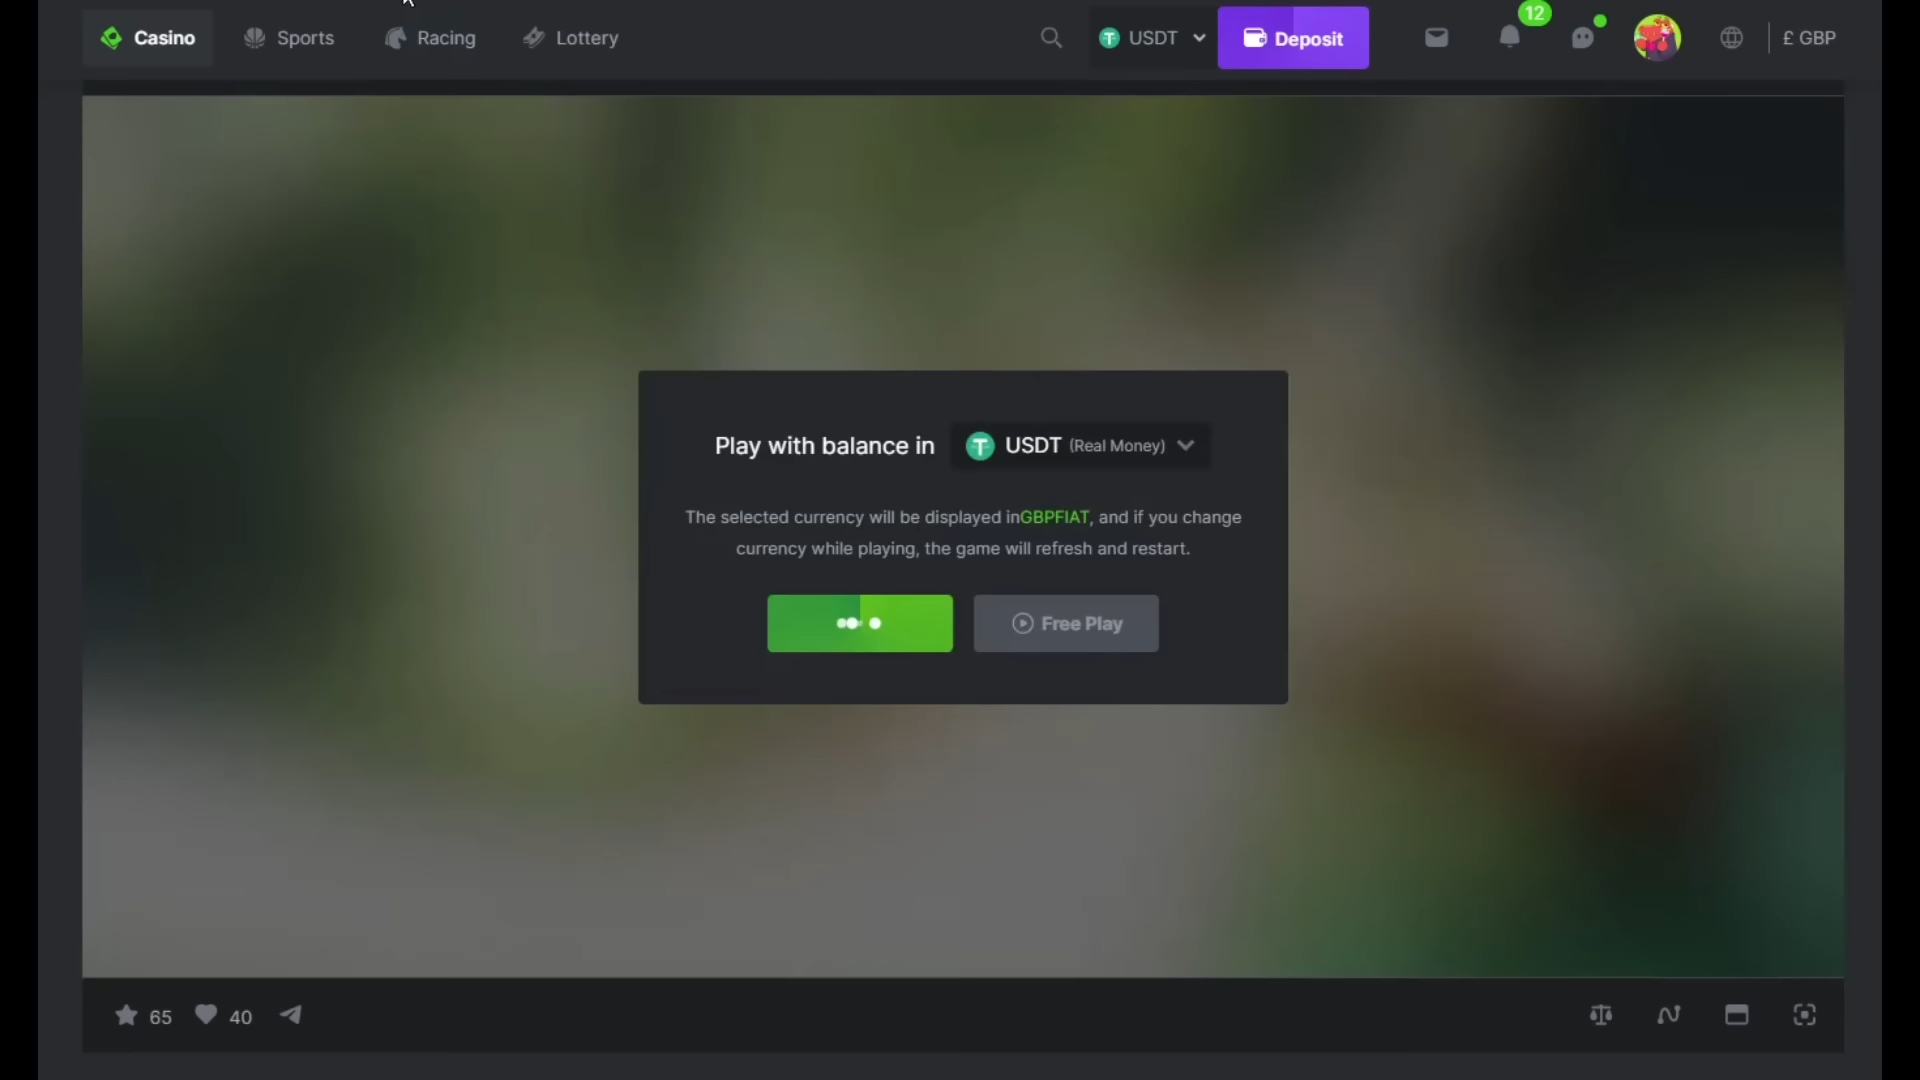 Casino
Sports
Racing
Lottery
USDT
Deposit
12
£ GBP
Play with balance in
USDT (Real Money)
The selected currency will be displayed inGBPFIAT, and if you change
currency while playing, the game will refresh and restart.
Free Play
65
40